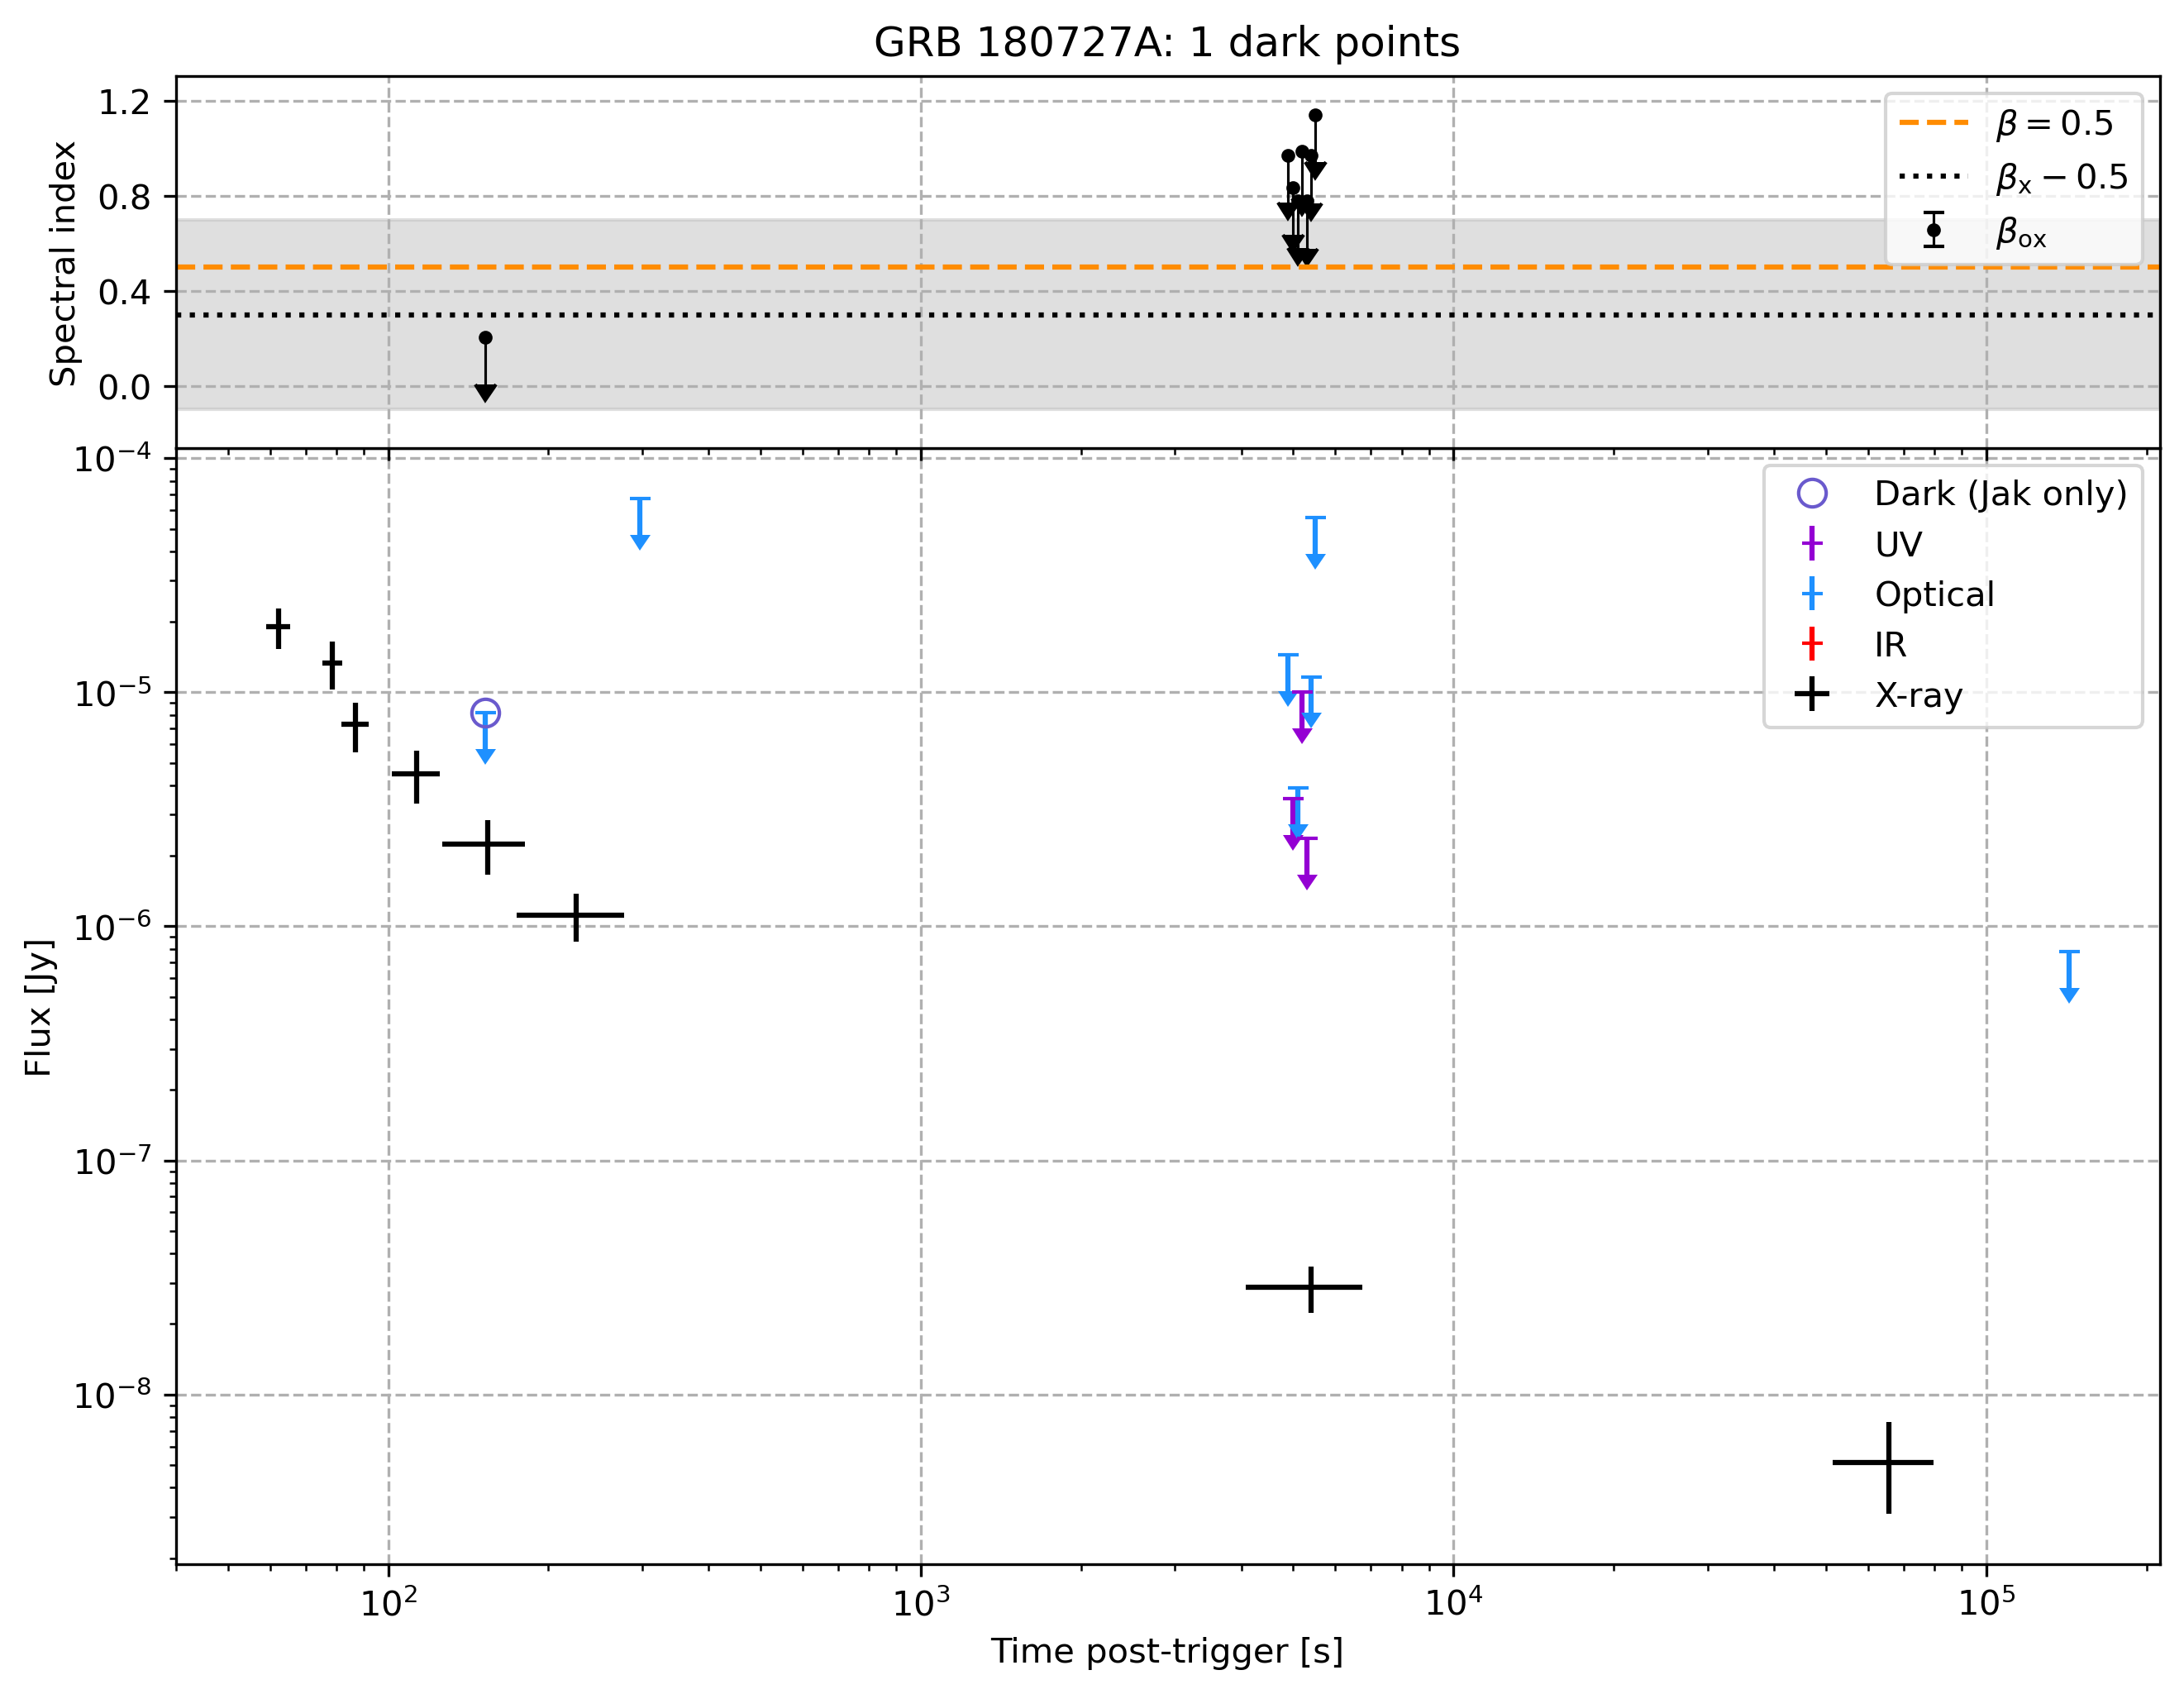 GRB 180727A: 1 dark points
Spectral index
1.2
0.8
0.4
0.0
β = 0.5
βₓ − 0.5
βₒₓ
Flux [Jy]
10⁻⁴
10⁻⁵
10⁻⁶
10⁻⁷
10⁻⁸
Dark (Jak only)
UV
Optical
IR
X-ray
10² 10³ 10⁴ 10⁵
Time post-trigger [s]